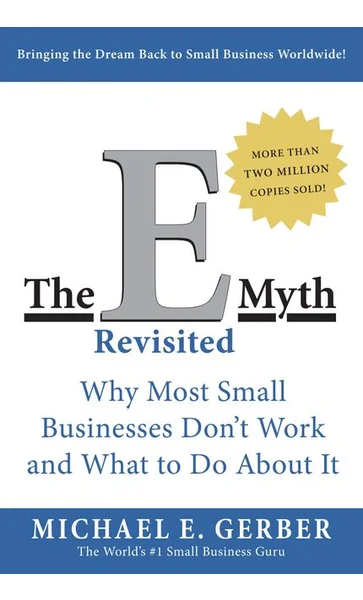 Bringing the Dream Back to Small Business Worldwide!
MORE THAN
TWO MILLION
COPIES SOLD!
The E Myth
Revisited
Why Most Small
Businesses Don't Work
and What to Do About It
MICHAEL E. GERBER
The World's #1 Small Business Guru